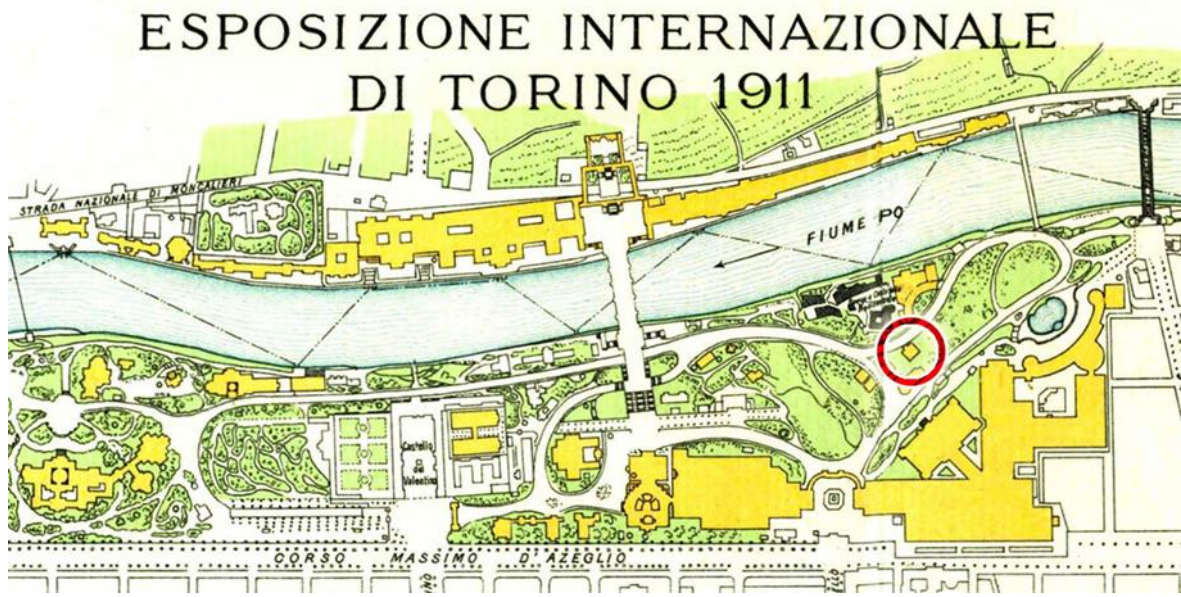 ESPOSIZIONE INTERNAZIONALE
DI TORINO 1911
STRADA NAZIONALE DI MONCALIERI
FIUME PO
Castello
del
Valentino
CORSO MASSIMO D'AZEGLIO